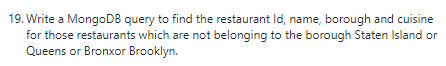 19. Write a MongoDB query to find the restaurant Id, name, borough and cuisine
for those restaurants which are not belonging to the borough Staten Island or
Queens or Bronxor Brooklyn.